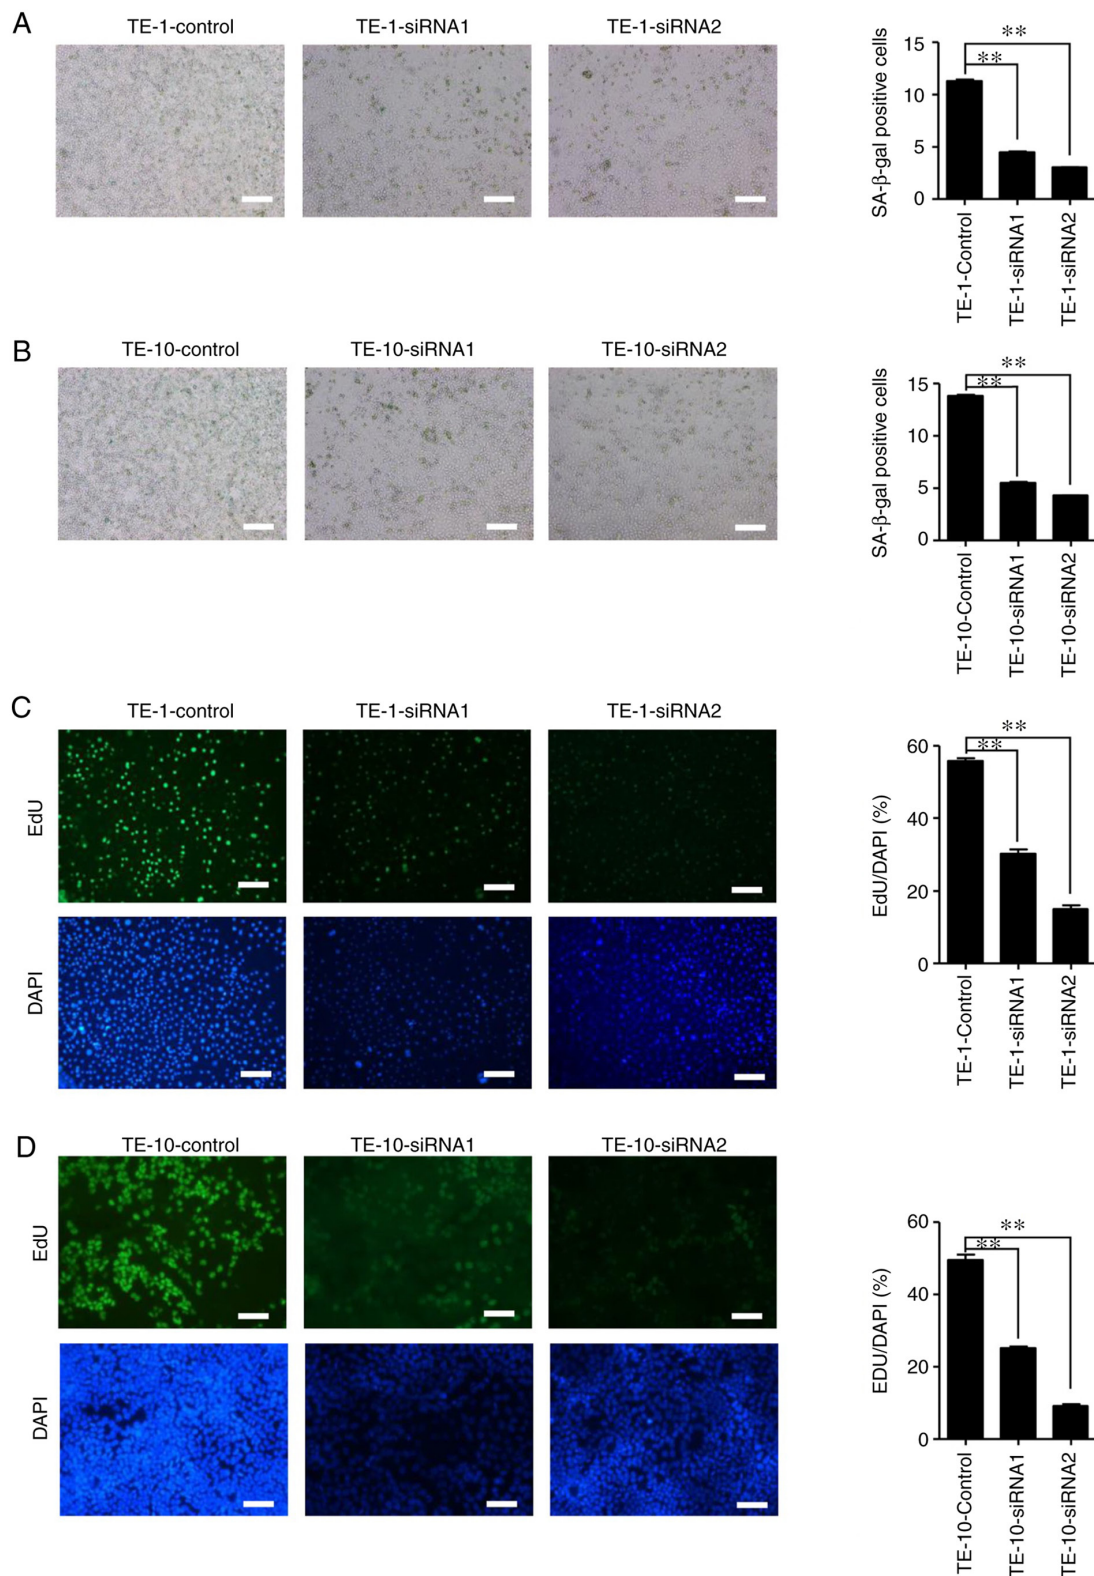 A
TE-1-control
TE-1-siRNA1
TE-1-siRNA2
SA-β-gal positive cells
15
10
5
0
**
**
TE-1-Control
TE-1-siRNA1
TE-1-siRNA2
B
TE-10-control
TE-10-siRNA1
TE-10-siRNA2
SA-β-gal positive cells
15
10
5
0
**
**
TE-10-Control
TE-10-siRNA1
TE-10-siRNA2
C
TE-1-control
TE-1-siRNA1
TE-1-siRNA2
EdU
DAPI
EdU/DAPI (%)
60
40
20
0
**
**
TE-1-Control
TE-1-siRNA1
TE-1-siRNA2
D
TE-10-control
TE-10-siRNA1
TE-10-siRNA2
EdU
DAPI
EDU/DAPI (%)
60
40
20
0
**
**
TE-10-Control
TE-10-siRNA1
TE-10-siRNA2